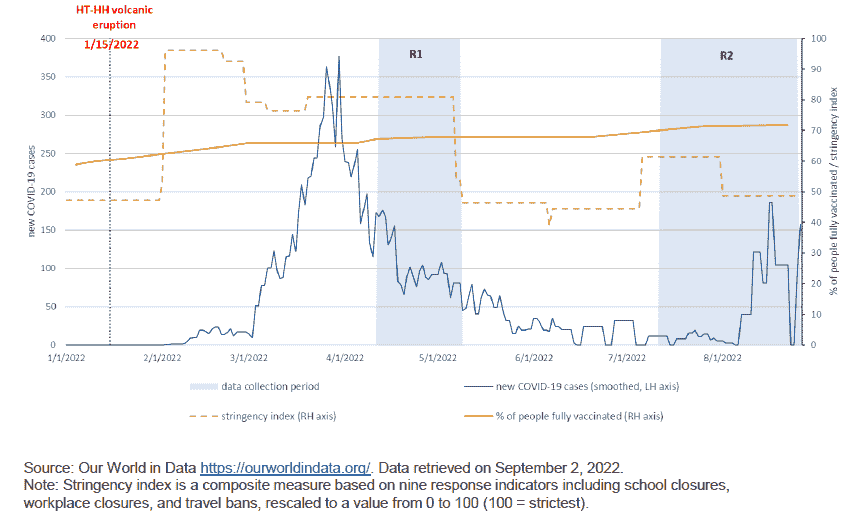 HT-HH volcanic
eruption
1/15/2022
R1
R2
400
350
300
250
200
150
100
50
0
new COVID-19 cases
100
90
80
70
60
50
40
30
20
10
0
% of people fully vaccinated / stringency index
1/1/2022 2/1/2022 3/1/2022 4/1/2022 5/1/2022 6/1/2022 7/1/2022 8/1/2022
data collection period new COVID-19 cases (smoothed, LH axis)
stringency index (RH axis) % of people fully vaccinated (RH axis)
Source: Our World in Data https://ourworldindata.org/. Data retrieved on September 2, 2022.
Note: Stringency index is a composite measure based on nine response indicators including school closures,
workplace closures, and travel bans, rescaled to a value from 0 to 100 (100 = strictest).